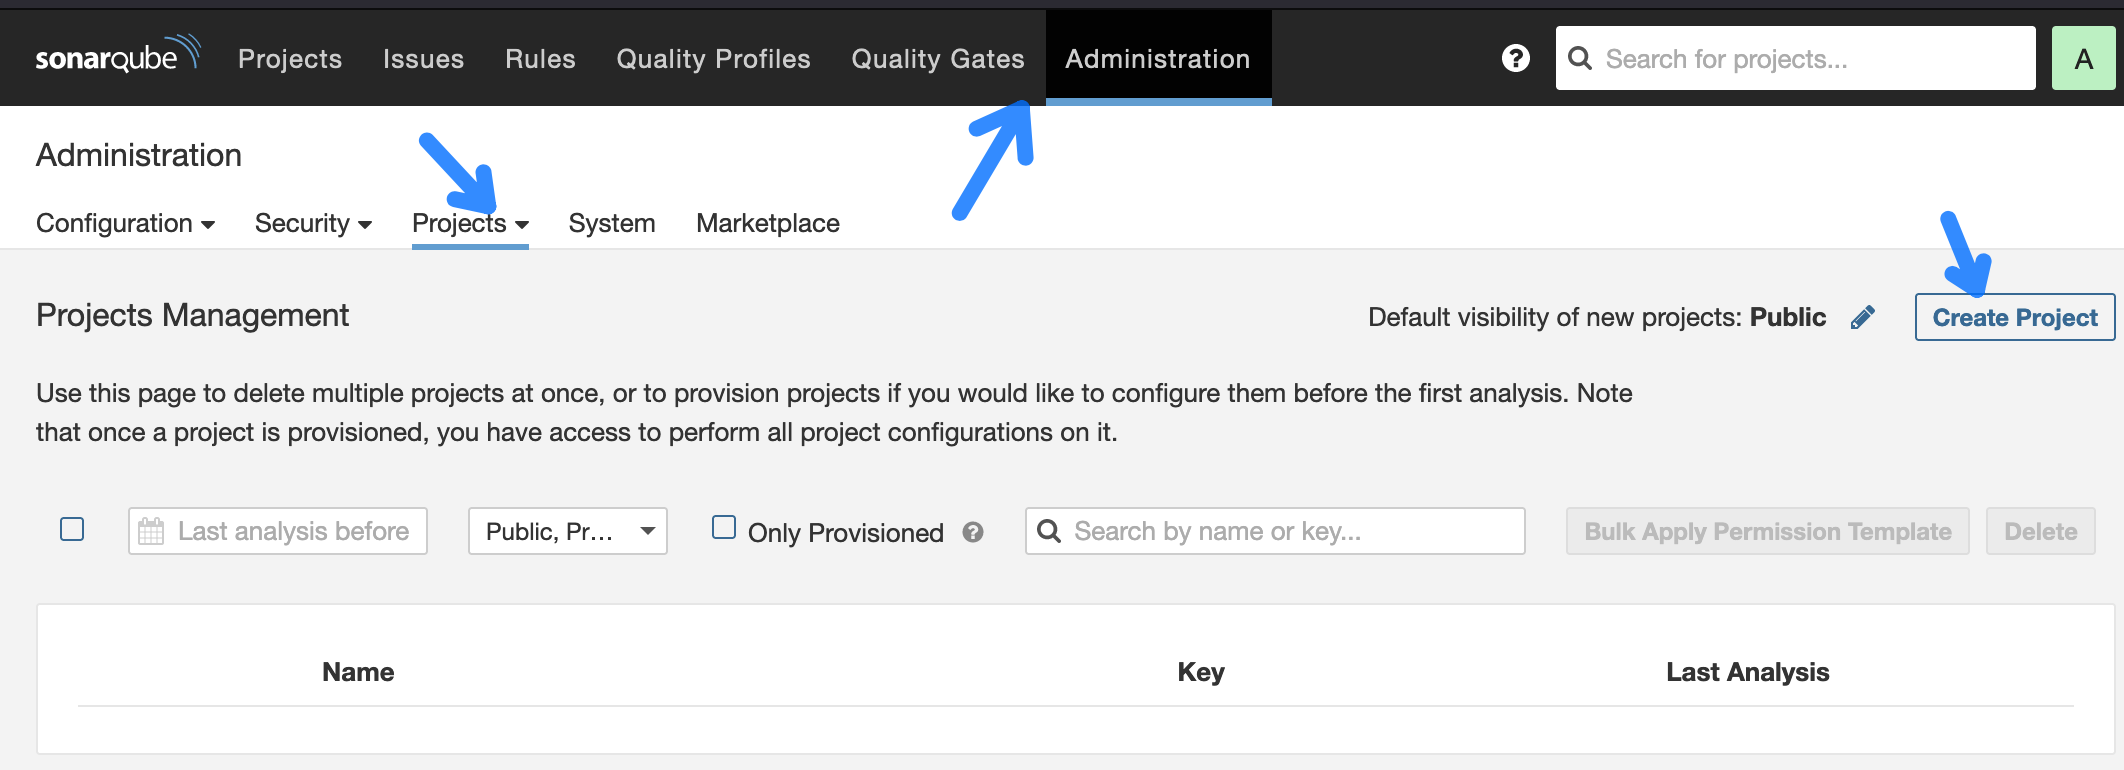 sonarqube Projects Issues Rules Quality Profiles Quality Gates Administration ? Search for projects... A
Administration
Configuration Security Projects System Marketplace
Projects Management Default visibility of new projects: Public Create Project
Use this page to delete multiple projects at once, or to provision projects if you would like to configure them before the first analysis. Note
that once a project is provisioned, you have access to perform all project configurations on it.
Last analysis before Public, Pr... Only Provisioned ? Search by name or key... Bulk Apply Permission Template Delete
Name Key Last Analysis